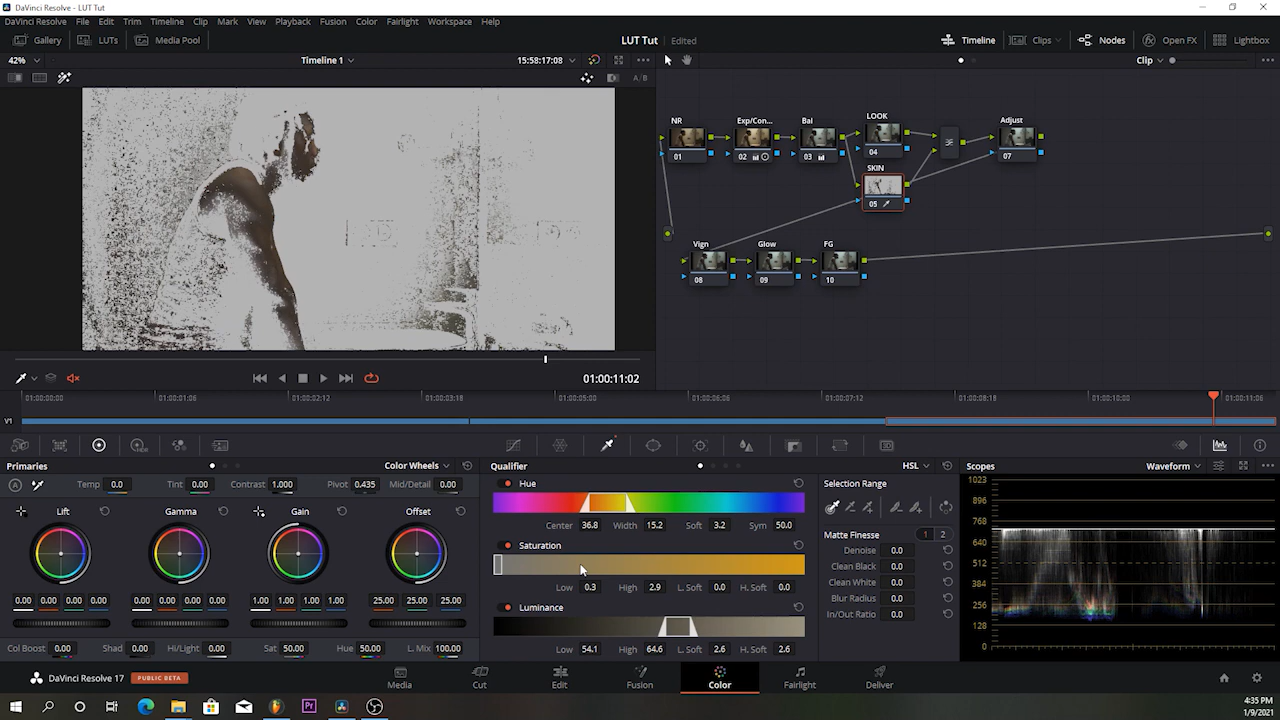 DaVinci Resolve - LUT Tut
DaVinci Resolve File Edit Trim Timeline Clip Mark View Playback Fusion Color Fairlight Workspace Help
Gallery LUTs Media Pool LUT Tut Edited Timeline Clips Nodes Open FX Lightbox
42% Timeline 1 15:58:17:08 Clip
A/B
NR Exp/Con... Bal LOOK Adjust
01 02 03 04 07
SKIN
05
Vign Glow FG
08 09 10
01:00:11:02
01:00:00:00 01:00:01:06 01:00:02:12 01:00:03:18 01:00:05:00 01:00:06:06 01:00:07:12 01:00:08:18 01:00:10:00 01:00:11:06
V1
Primaries Color Wheels Qualifier HSL Scopes Waveform
Temp 0.0 Tint 0.00 Contrast 1.000 Pivot 0.435 Mid/Detail 0.00
Lift Gamma Gain Offset
0.00 0.00 0.00 0.00 0.00 0.00 0.00 0.00 1.00 1.00 1.00 1.00 25.00 25.00 25.00
Col Boost 0.00 Shad 0.00 Hi/Light 0.00 Sat 50.00 Hue 50.00 L. Mix 100.00
Hue
Center 36.8 Width 15.2 Soft 3.2 Sym 50.0
Saturation
Low 0.3 High 2.9 L. Soft 0.0 H. Soft 0.0
Luminance
Low 54.1 High 64.6 L. Soft 2.6 H. Soft 2.6
Selection Range
Matte Finesse 1 2
Denoise 0.0
Clean Black 0.0
Clean White 0.0
Blur Radius 0.0
In/Out Ratio 0.0
1023
896
768
640
512
384
256
128
0
DaVinci Resolve 17 PUBLIC BETA Media Cut Edit Fusion Color Fairlight Deliver
4:35 PM
1/9/2021